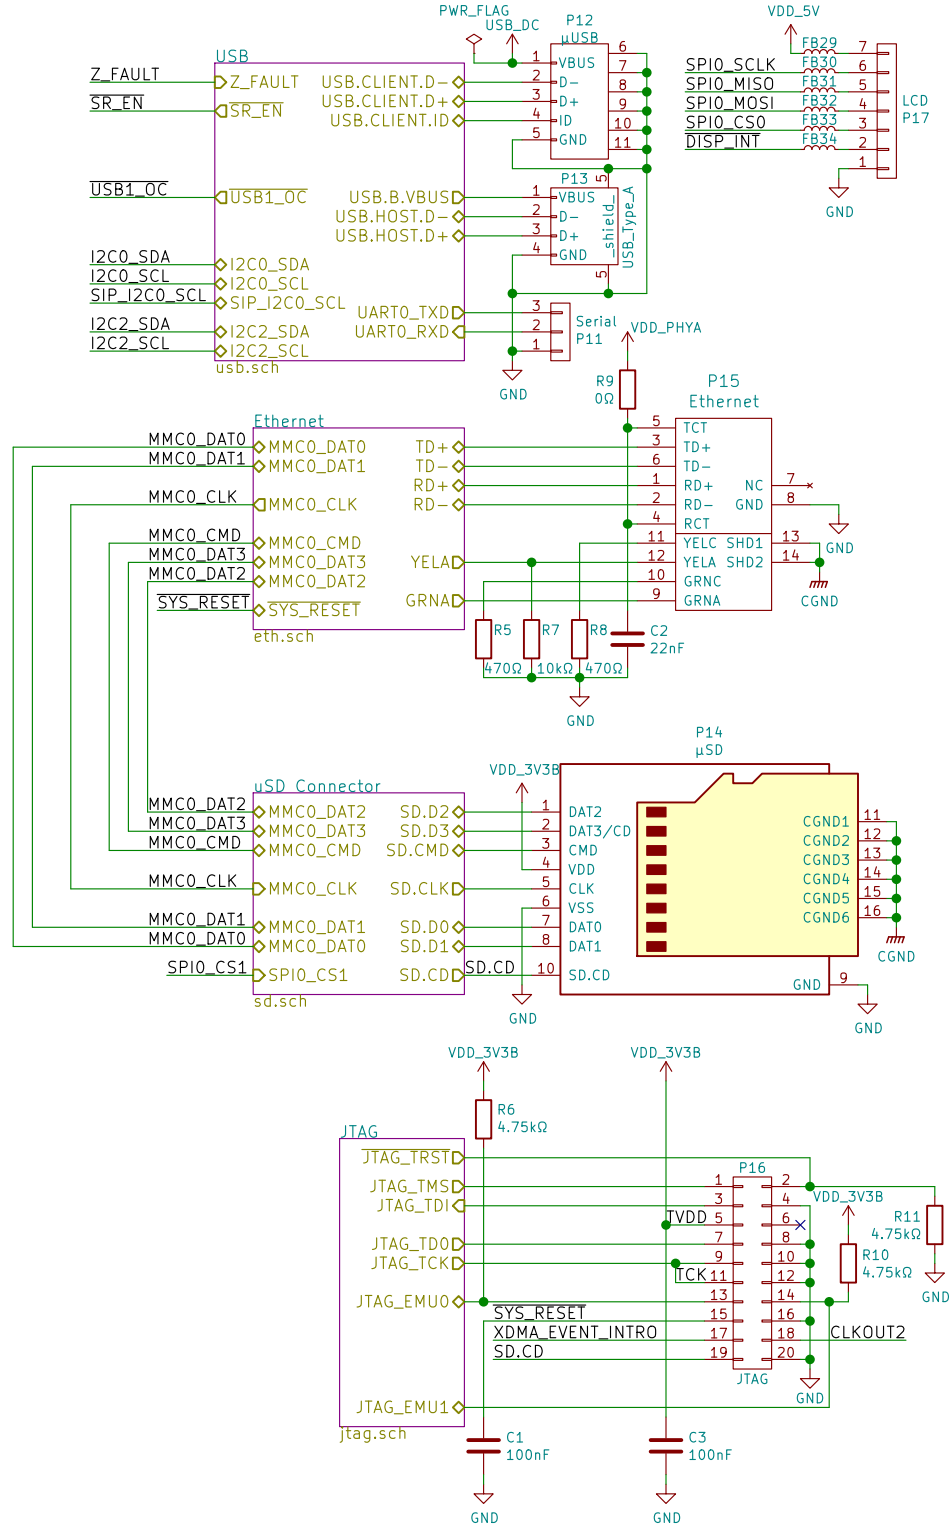 PWR_FLAG
USB_DC
P12
µUSB
VDD_5V
USB
Z_FAULT
SR_EN
USB1_OC
I2C0_SDA
I2C0_SCL
SIP_I2C0_SCL
I2C2_SDA
I2C2_SCL
Z_FAULT
SR_EN
USB1_OC
I2C0_SDA
I2C0_SCL
SIP_I2C0_SCL
I2C2_SDA
I2C2_SCL
USB.CLIENT.D-
USB.CLIENT.D+
USB.CLIENT.ID
USB.B.VBUS
USB.HOST.D-
USB.HOST.D+
UART0_TXD
UART0_RXD
usb.sch
1 VBUS 6
2 D- 7
3 D+ 8
4 ID 9
5 GND 10
11
P13
5
1 VBUS
2 D-
3 D+
4 GND
_shield_
USB_Type_A
5
3
2
1
Serial
P11
GND
SPI0_SCLK
SPI0_MISO
SPI0_MOSI
SPI0_CS0
DISP_INT
FB29
FB30
FB31
FB32
FB33
FB34
7
6
5
4
3
2
1
LCD
P17
GND
VDD_PHYA
R9
0Ω
P15
Ethernet
Ethernet
MMC0_DAT0
MMC0_DAT1
MMC0_CLK
MMC0_CMD
MMC0_DAT3
MMC0_DAT2
SYS_RESET
MMC0_DAT0
MMC0_DAT1
MMC0_CLK
MMC0_CMD
MMC0_DAT3
MMC0_DAT2
SYS_RESET
TD+
TD-
RD+
RD-
YELA
GRNA
eth.sch
5 TCT
3 TD+
6 TD-
1 RD+
2 RD-
4 RCT
11 YELC
12 YELA
10 GRNC
9 GRNA
NC 7
GND 8
SHD1 13
SHD2 14
GND
CGND
R5
470Ω
R7
10kΩ
R8
470Ω
C2
22nF
GND
P14
µSD
VDD_3V3B
uSD Connector
MMC0_DAT2
MMC0_DAT3
MMC0_CMD
MMC0_CLK
MMC0_DAT1
MMC0_DAT0
SPI0_CS1
MMC0_DAT2
MMC0_DAT3
MMC0_CMD
MMC0_CLK
MMC0_DAT1
MMC0_DAT0
SPI0_CS1
SD.D2
SD.D3
SD.CMD
SD.CLK
SD.D0
SD.D1
SD.CD
SD.CD
sd.sch
1 DAT2
2 DAT3/CD
3 CMD
4 VDD
5 CLK
6 VSS
7 DAT0
8 DAT1
10 SD.CD
CGND1 11
CGND2 12
CGND3 13
CGND4 14
CGND5 15
CGND6 16
GND 9
CGND
GND
GND
VDD_3V3B
VDD_3V3B
R6
4.75kΩ
JTAG
JTAG_TRST
JTAG_TMS
JTAG_TDI
JTAG_TDO
JTAG_TCK
JTAG_EMU0
JTAG_EMU1
jtag.sch
TVDD
TCK
SYS_RESET
XDMA_EVENT_INTR0
SD.CD
P16
1 2
3 4
5 6
7 8
9 10
11 12
13 14
15 16
17 18
19 20
JTAG
VDD_3V3B
R11
4.75kΩ
R10
4.75kΩ
GND
CLKOUT2
GND
C1
100nF
C3
100nF
GND
GND